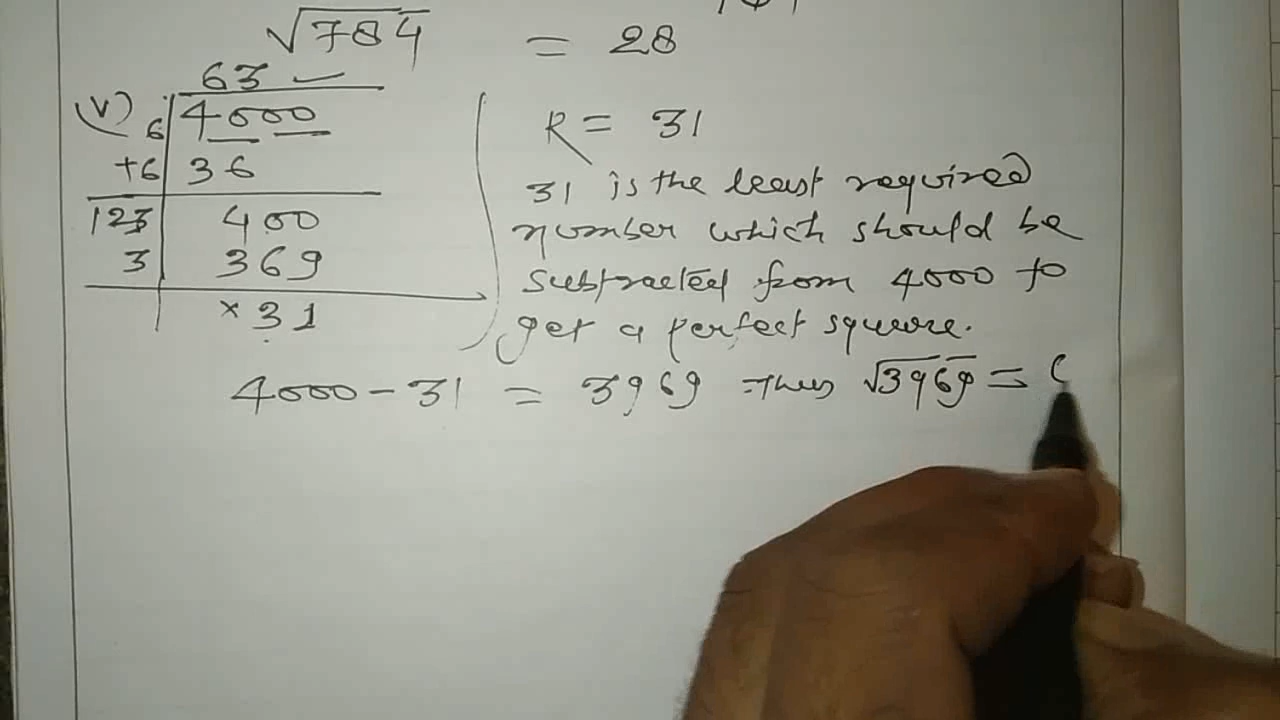 √784 = 28
63
(V) 6 4000
+6 36
123 400
3 369
× 31
R = 31
31 is the least required
number which should be
subtracted from 4000 to
get a perfect square.
4000 - 31 = 3969 Thus √3969 =